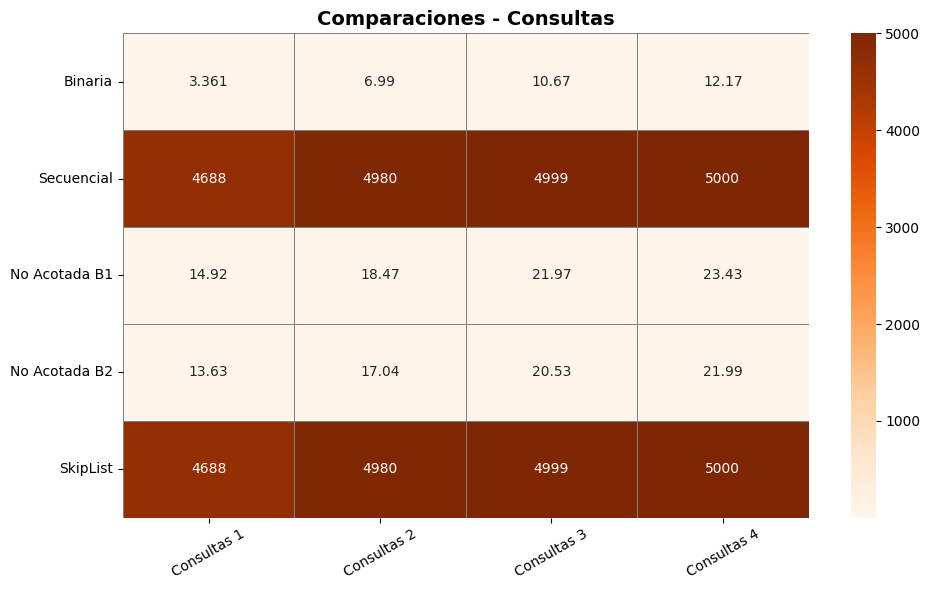 Comparaciones - Consultas
Binaria 3.361 6.99 10.67 12.17
Secuencial 4688 4980 4999 5000
No Acotada B1 14.92 18.47 21.97 23.43
No Acotada B2 13.63 17.04 20.53 21.99
SkipList 4688 4980 4999 5000
Consultas 1 Consultas 2 Consultas 3 Consultas 4
5000
4000
3000
2000
1000